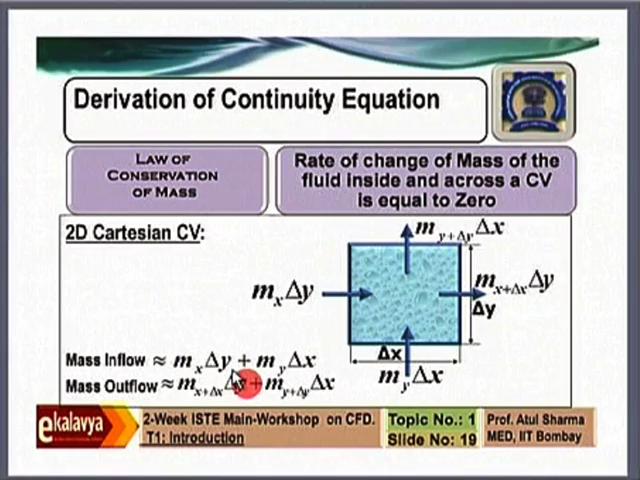 Derivation of Continuity Equation
LAW OF
CONSERVATION
OF MASS
Rate of change of Mass of the
fluid inside and across a CV
is equal to Zero
2D Cartesian CV:
m_{y+Δy}Δx
m_xΔy
m_{x+Δx}Δy
Δy
Δx
m_yΔx
Mass Inflow ≈ m_xΔy + m_yΔx
Mass Outflow ≈ m_{x+Δx}Δy + m_{y+Δy}Δx
ekalavya
2-Week ISTE Main-Workshop on CFD.
T1: Introduction
Topic No.: 1
Slide No: 19
Prof. Atul Sharma
MED, IIT Bombay